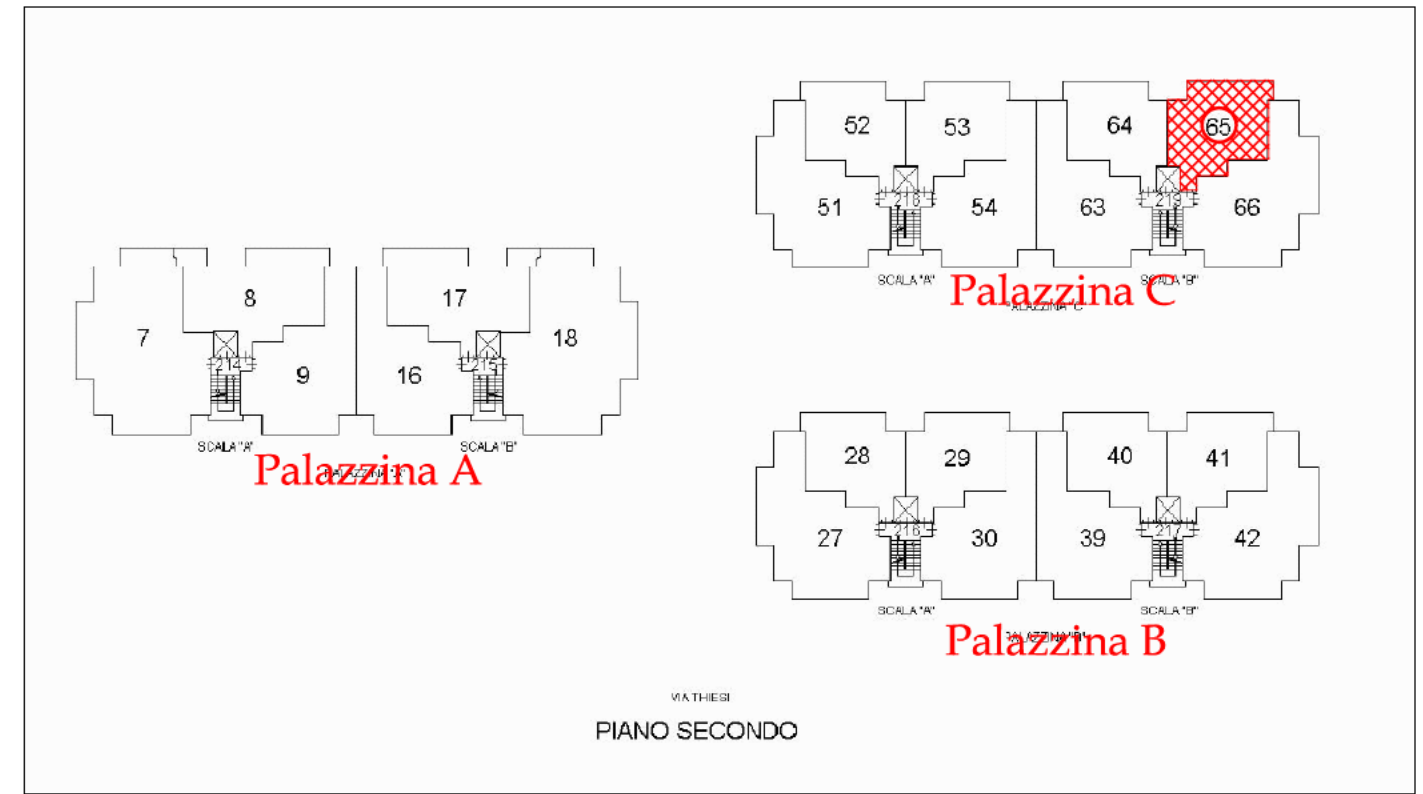 52 53 64 65
51 218 54 63 219 66
SCALA "A" SCALA "B"
Palazzina C
8 17
7 214 9 16 215 18
SCALA "A" SCALA "B"
Palazzina A
28 29 40 41
27 216 30 39 217 42
SCALA "A" SCALA "B"
Palazzina B
VIA THIESI
PIANO SECONDO